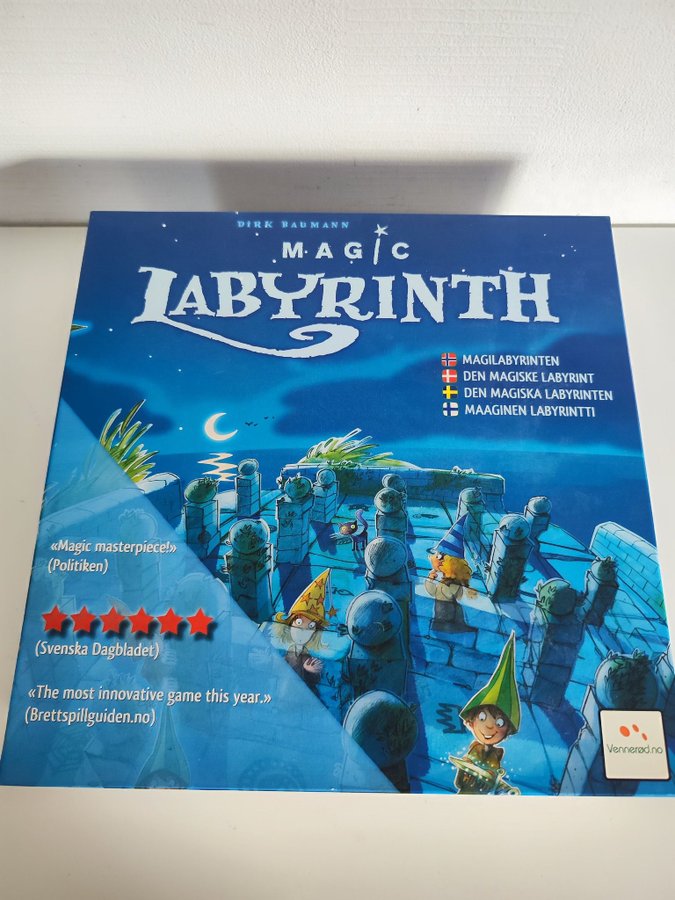 DIRK BAUMANN
MAGIC
LABYRINTH
MAGILABYRINTEN
DEN MAGISKE LABYRINT
DEN MAGISKA LABYRINTEN
MAAGINEN LABYRINTTI
«Magic masterpiece!»
(Politiken)
(Svenska Dagbladet)
«The most innovative game this year.»
(Brettspillguiden.no)
Vennerød.no